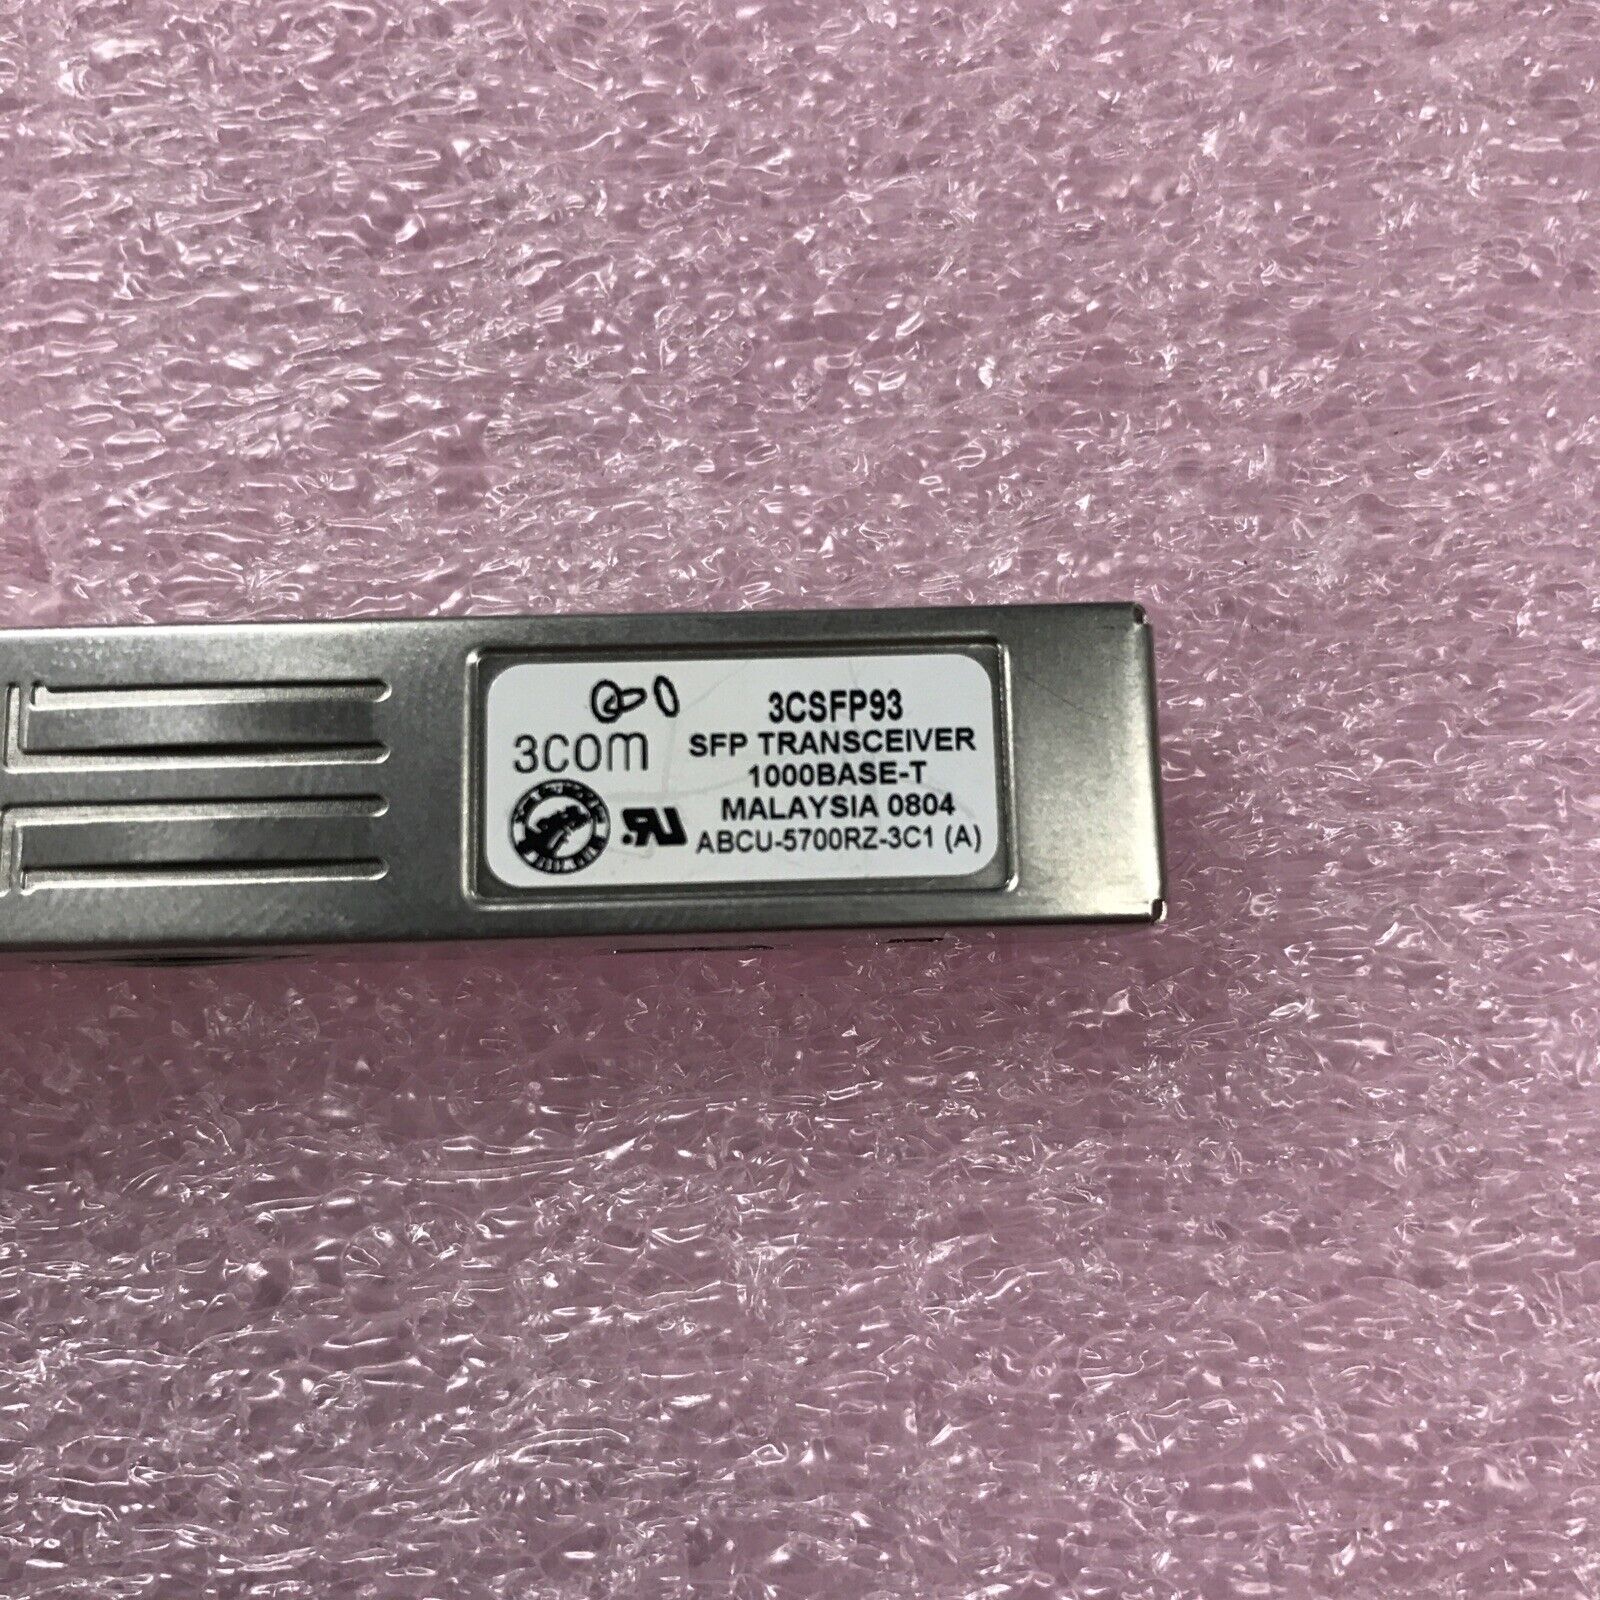 3CSFP93
3com SFP TRANSCEIVER
1000BASE-T
MALAYSIA 0804
ABCU-5700RZ-3C1 (A)